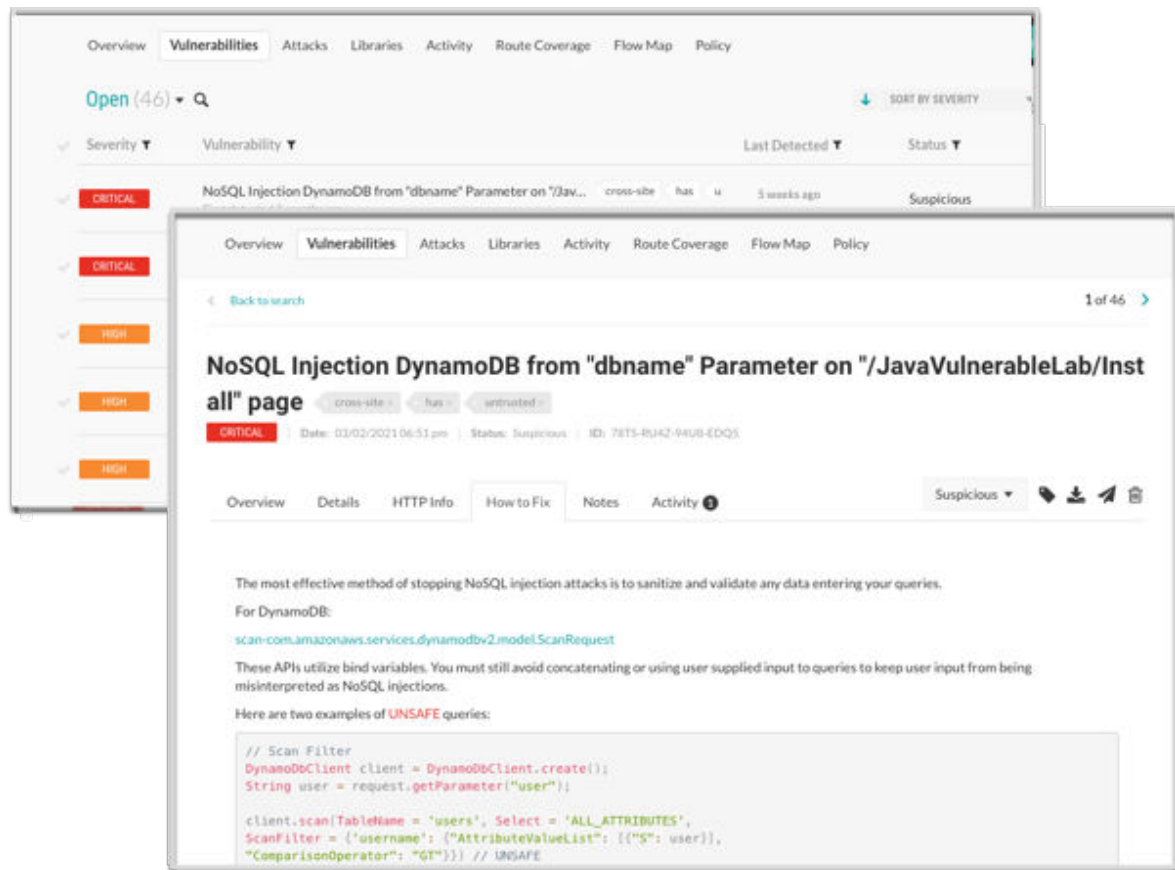 Overview Vulnerabilities Attacks Libraries Activity Route Coverage Flow Map Policy
Open (46)
SORT BY SEVERITY
Severity Vulnerability Last Detected Status
CRITICAL NoSQL Injection DynamoDB from "dbname" Parameter on "/Jav... cross-site has u 5 weeks ago Suspicious
CRITICAL
HIGH
HIGH
HIGH
Overview Vulnerabilities Attacks Libraries Activity Route Coverage Flow Map Policy
Back to search 1 of 46
NoSQL Injection DynamoDB from "dbname" Parameter on "/JavaVulnerableLab/Inst
all" page cross-site has untrusted
CRITICAL Date: 03/02/2021 06:51 pm Status: Suspicious ID:
Overview Details HTTP Info How to Fix Notes Activity Suspicious
The most effective method of stopping NoSQL injection attacks is to sanitize and validate any data entering your queries.
For DynamoDB:
scan-com.amazonaws.services.dynamodbv2.model.ScanRequest
These APIs utilize bind variables. You must still avoid concatenating or using user supplied input to queries to keep user input from being
misinterpreted as NoSQL injections.
Here are two examples of UNSAFE queries:
// Scan Filter
DynamoDbClient client = DynamoDbClient.create();
String user = request.getParameter("user");
client.scan(TableName = 'users', Select = 'ALL_ATTRIBUTES',
ScanFilter = {'username': {"AttributeValueList": [{"S": user}],
"ComparisonOperator": "GT"}}) // UNSAFE